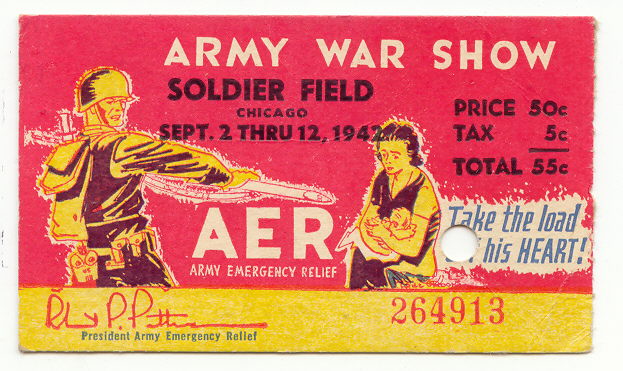 ARMY WAR SHOW
SOLDIER FIELD
CHICAGO
SEPT. 2 THRU 12, 1942
PRICE 50c
TAX 5c
TOTAL 55c
AER
ARMY EMERGENCY RELIEF
Take the load
his HEART!
264913
President Army Emergency Relief